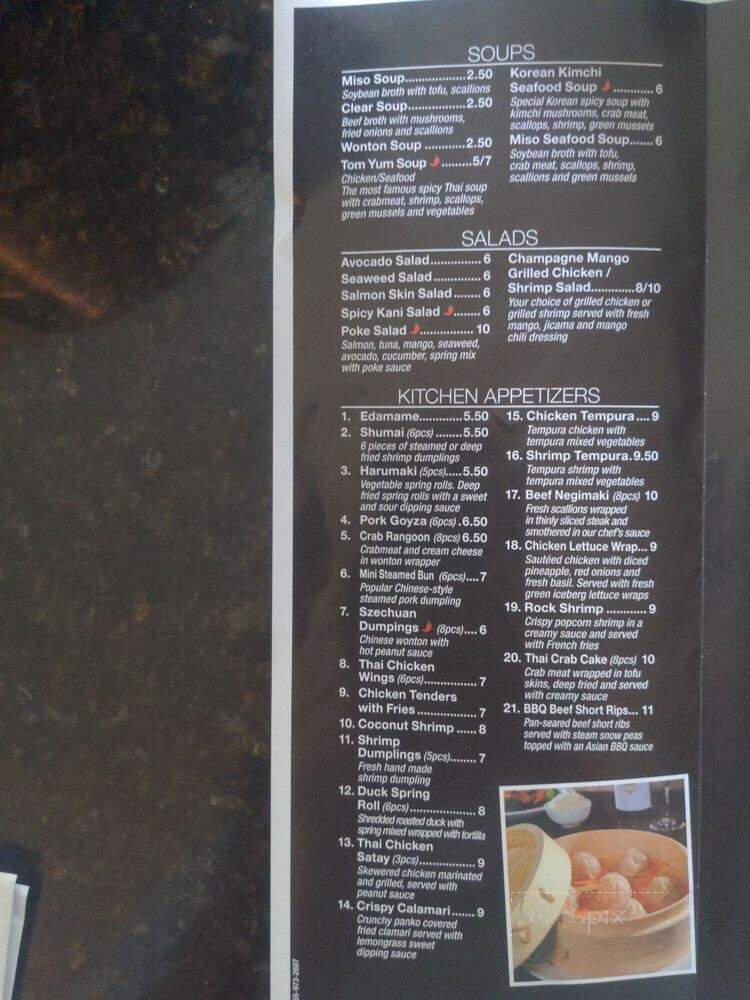 SOUPS
Miso Soup..................2.50
Soybean broth with tofu, scallions
Clear Soup.................2.50
Beef broth with mushrooms,
fried onions and scallions
Wonton Soup ............2.50
Tom Yum Soup .........5/7
Chicken/Seafood
The most famous spicy Thai soup
with crabmeat, shrimp, scallops,
green mussels and vegetables
Korean Kimchi
Seafood Soup ............ 6
Special Korean spicy soup with
kimchi mushrooms, crab meat,
scallops, shrimp, green mussels
Miso Seafood Soup....... 6
Soybean broth with tofu,
crab meat, scallops, shrimp,
scallions and green mussels
SALADS
Avocado Salad............... 6
Seaweed Salad.............. 6
Salmon Skin Salad ........ 6
Spicy Kani Salad ........ 6
Poke Salad ................ 10
Salmon, tuna, mango, seaweed,
avocado, cucumber, spring mix
with poke sauce
Champagne Mango
Grilled Chicken /
Shrimp Salad.............8/10
Your choice of grilled chicken or
grilled shrimp served with fresh
mango, jicama and mango
chili dressing
KITCHEN APPETIZERS
1. Edamame.............5.50
2. Shumai (6pcs) ........5.50
6 pieces of steamed or deep
fried shrimp dumplings
3. Harumaki (5pcs).....5.50
Vegetable spring rolls. Deep
fried spring rolls with a sweet
and sour dipping sauce
4. Pork Goyza (6pcs) .6.50
5. Crab Rangoon (8pcs) 6.50
Crabmeat and cream cheese
in wonton wrapper
6. Mini Steamed Bun (6pcs).... 7
Popular Chinese-style
steamed pork dumpling
7. Szechuan
Dumpings (8pcs).... 6
Chinese wonton with
hot peanut sauce
8. Thai Chicken
Wings (6pcs)............... 7
9. Chicken Tenders
with Fries .................. 7
10. Coconut Shrimp ...... 8
11. Shrimp
Dumplings (5pcs)........ 7
Fresh hand made
shrimp dumpling
12. Duck Spring
Roll (6pcs).................... 8
Shredded roasted duck with
spring mixed wrapped with tortilla
13. Thai Chicken
Satay (3pcs)................. 9
Skewered chicken marinated
and grilled, served with
peanut sauce
14. Crispy Calamari....... 9
Crunchy panko covered
fried clamari served with
lemongrass sweet
dipping sauce
15. Chicken Tempura .... 9
Tempura chicken with
tempura mixed vegetables
16. Shrimp Tempura.9.50
Tempura shrimp with
tempura mixed vegetables
17. Beef Negimaki (8pcs) 10
Fresh scallions wrapped
in thinly sliced steak and
smothered in our chef's sauce
18. Chicken Lettuce Wrap... 9
Sautéed chicken with diced
pineapple, red onions and
fresh basil. Served with fresh
green iceberg lettuce wraps
19. Rock Shrimp ............ 9
Crispy popcorn shrimp in a
creamy sauce and served
with French fries
20. Thai Crab Cake (8pcs) 10
Crab meat wrapped in tofu
skins, deep fried and served
with creamy sauce
21. BBQ Beef Short Rips... 11
Pan-seared beef short ribs
served with steam snow peas
topped with an Asian BBQ sauce
menupix